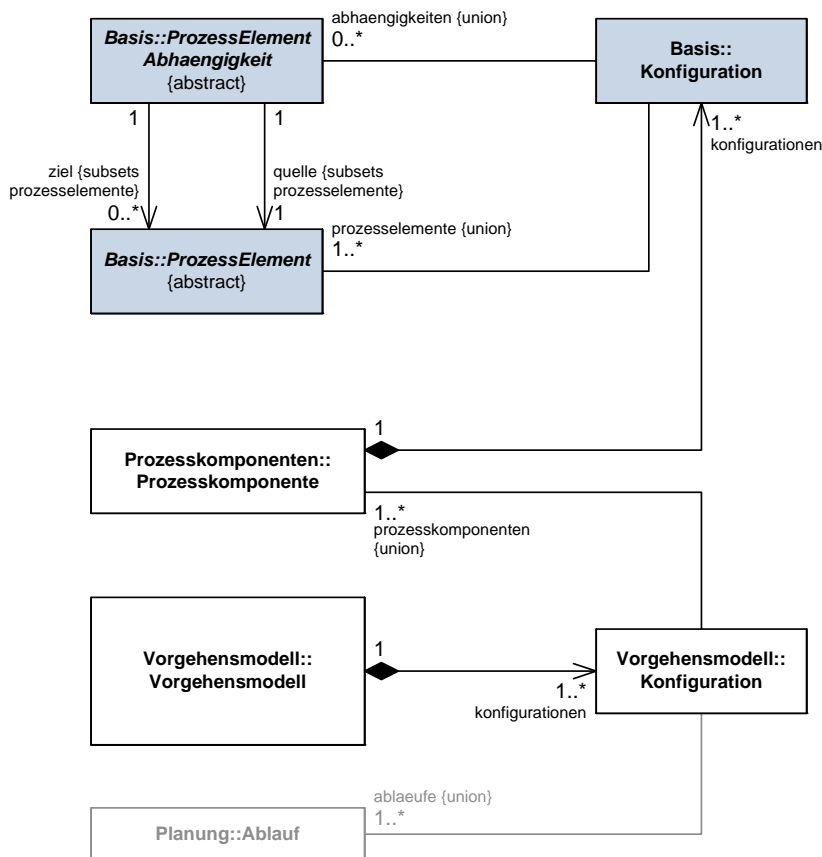 abhaengigkeiten {union}
0..*
Basis::ProzessElement
Abhaengigkeit
{abstract}
Basis::
Konfiguration
1
1
1..*
konfigurationen
ziel {subsets
prozesselemente}
0..*
quelle {subsets
prozesselemente}
1
prozesselemente {union}
1..*
Basis::ProzessElement
{abstract}
1
Prozesskomponenten::
Prozesskomponente
1..*
prozesskomponenten
{union}
Vorgehensmodell::
Vorgehensmodell
1
1..*
konfigurationen
Vorgehensmodell::
Konfiguration
ablaeufe {union}
1..*
Planung::Ablauf